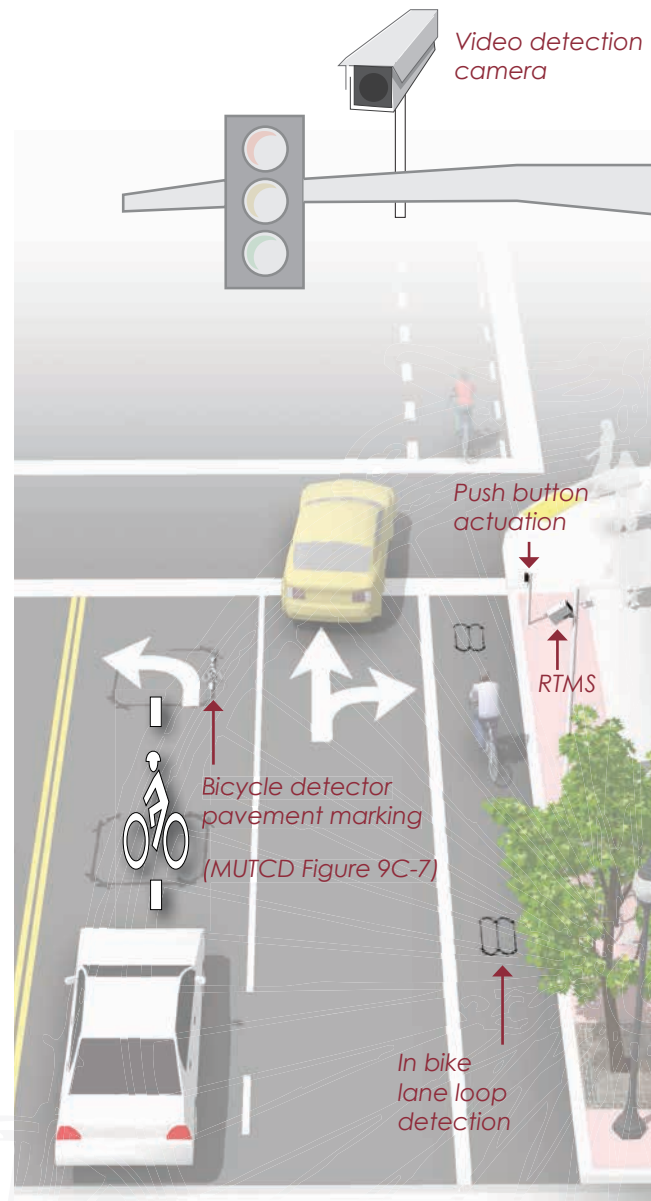 Video detection
camera
Push button
actuation
RTMS
Bicycle detector
pavement marking
(MUTCD Figure 9C-7)
In bike
lane loop
detection